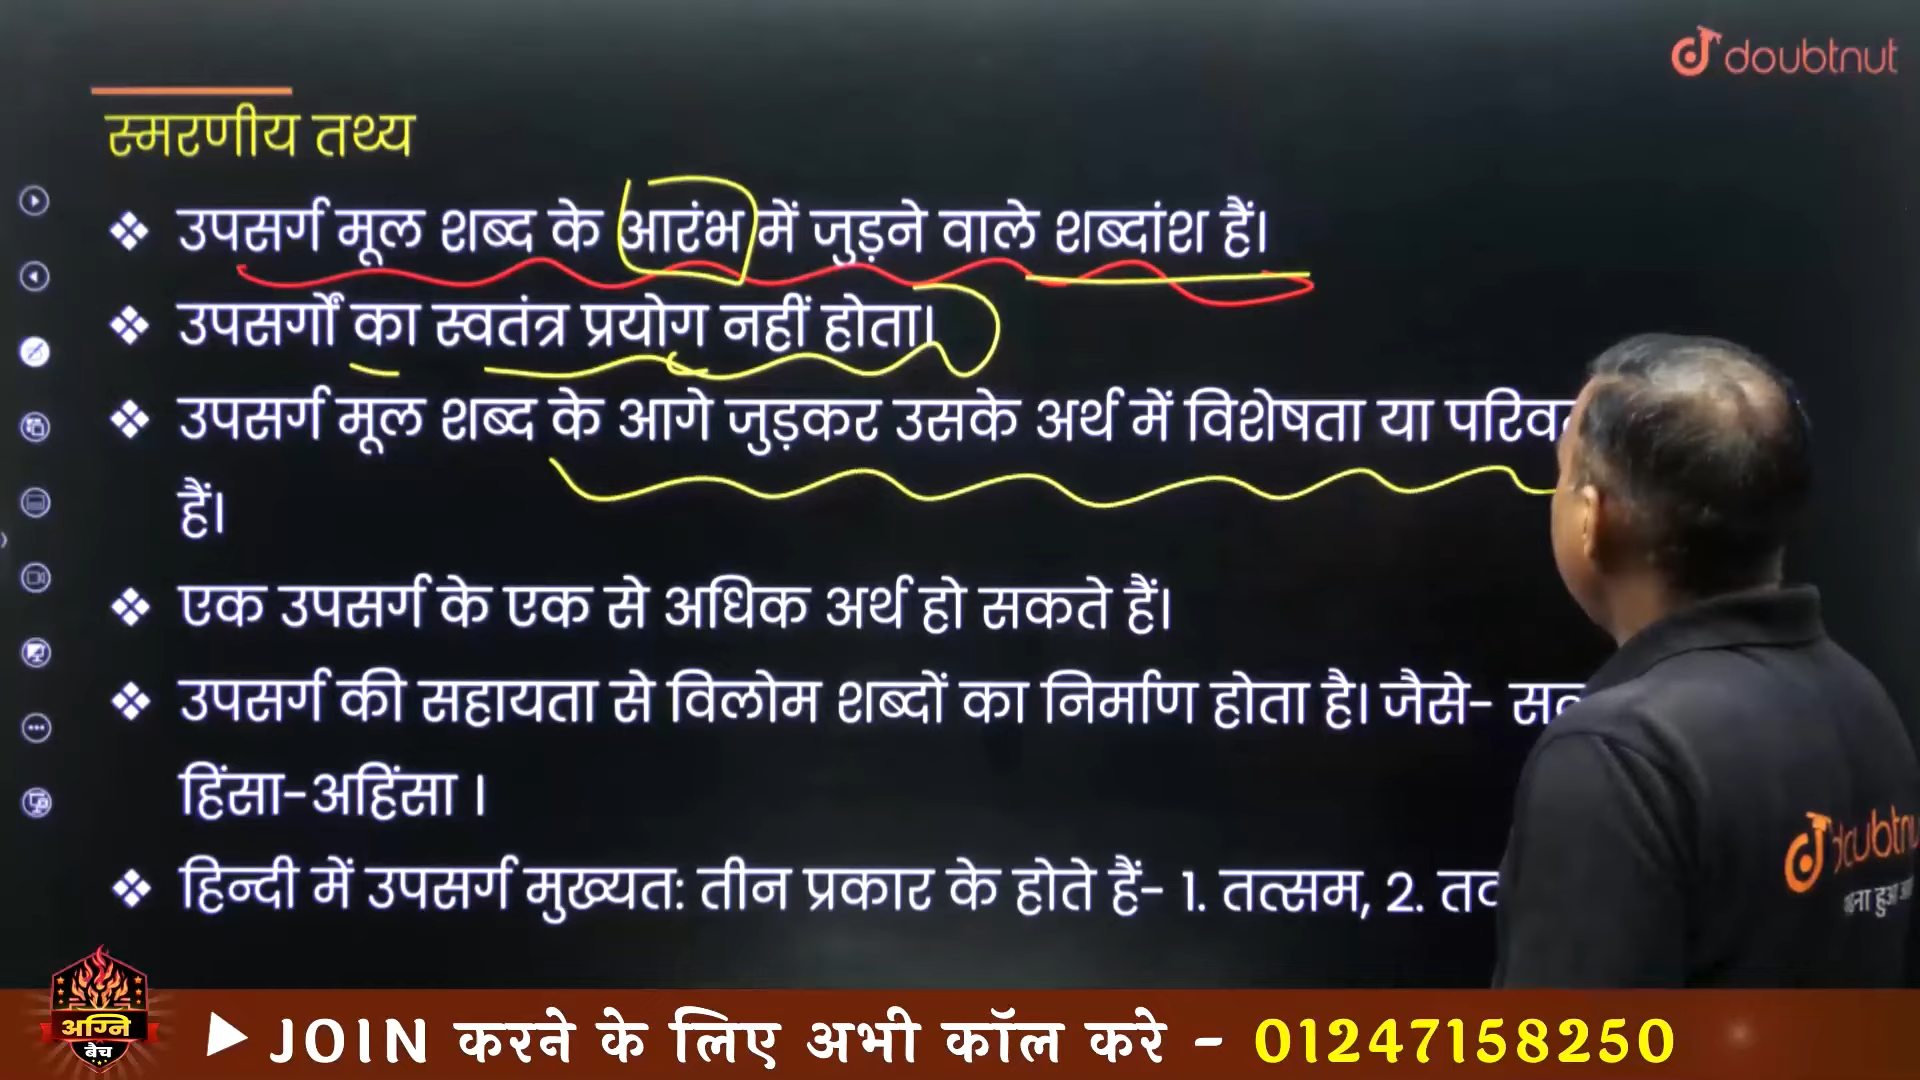 doubtnut
स्मरणीय तथ्य
उपसर्ग मूल शब्द के आरंभ में जुड़ने वाले शब्दांश हैं।
उपसर्गों का स्वतंत्र प्रयोग नहीं होता।
उपसर्ग मूल शब्द के आगे जुड़कर उसके अर्थ में विशेषता या
हैं।
एक उपसर्ग के एक से अधिक अर्थ हो सकते हैं।
उपसर्ग की सहायता से विलोम शब्दों का निर्माण होता है। जैसे-
हिंसा-अहिंसा ।
हिन्दी में उपसर्ग मुख्यत: तीन प्रकार के होते हैं- 1. तत्सम, 2.
अग्नि
बैच
JOIN करने के लिए अभी कॉल करे - 01247158250